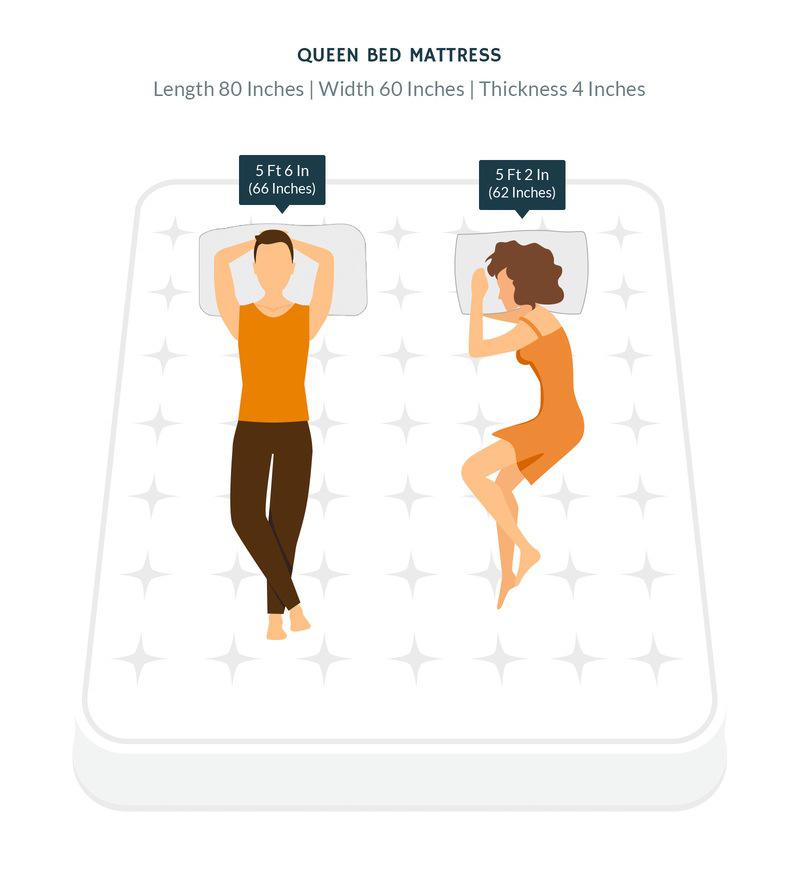 QUEEN BED MATTRESS
Length 80 Inches | Width 60 Inches | Thickness 4 Inches
5 Ft 6 In
(66 Inches)
5 Ft 2 In
(62 Inches)